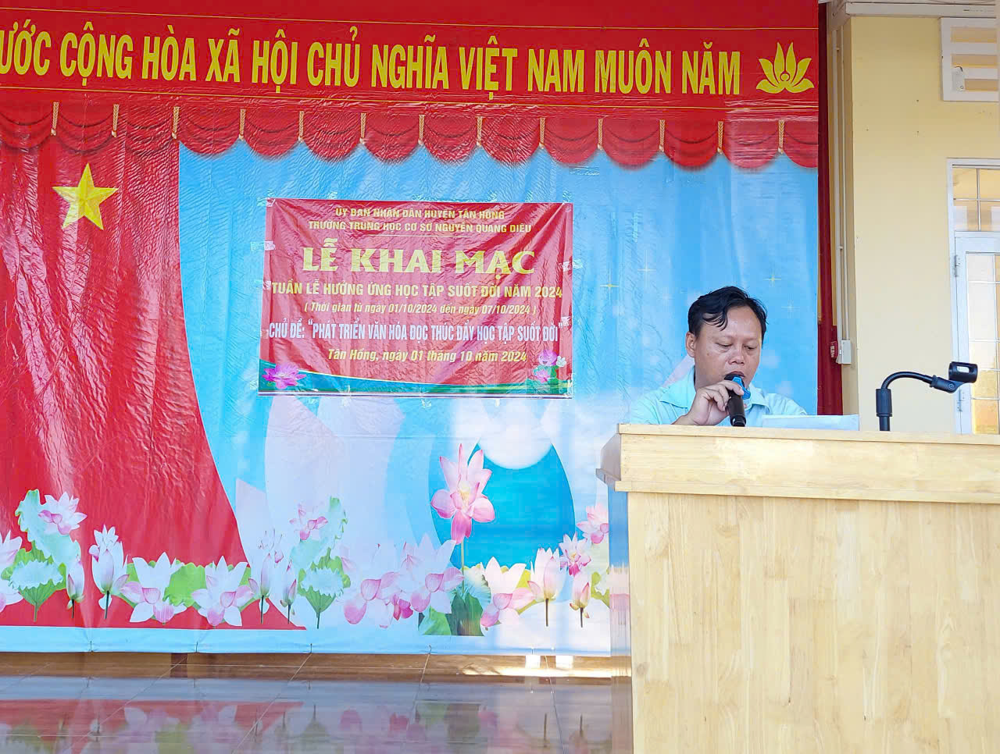 ƯỚC CỘNG HÒA XÃ HỘI CHỦ NGHĨA VIỆT NAM MUÔN NĂM
ỦY BAN NHÂN DÂN HUYỆN TÂN HỒNG
TRƯỜNG TRUNG HỌC CƠ SỞ NGUYỄN QUANG DIÊU
LỄ KHAI MẠC
TUẦN LỄ HƯỞNG ỨNG HỌC TẬP SUỐT ĐỜI NĂM 2024
( Thời gian từ ngày 01/10/2024 đến ngày 07/10/2024 )
CHỦ ĐỀ: "PHÁT TRIỂN VĂN HÓA ĐỌC THÚC ĐẨY HỌC TẬP SUỐT ĐỜI"
Tân Hồng, ngày 01 tháng 10 năm 2024